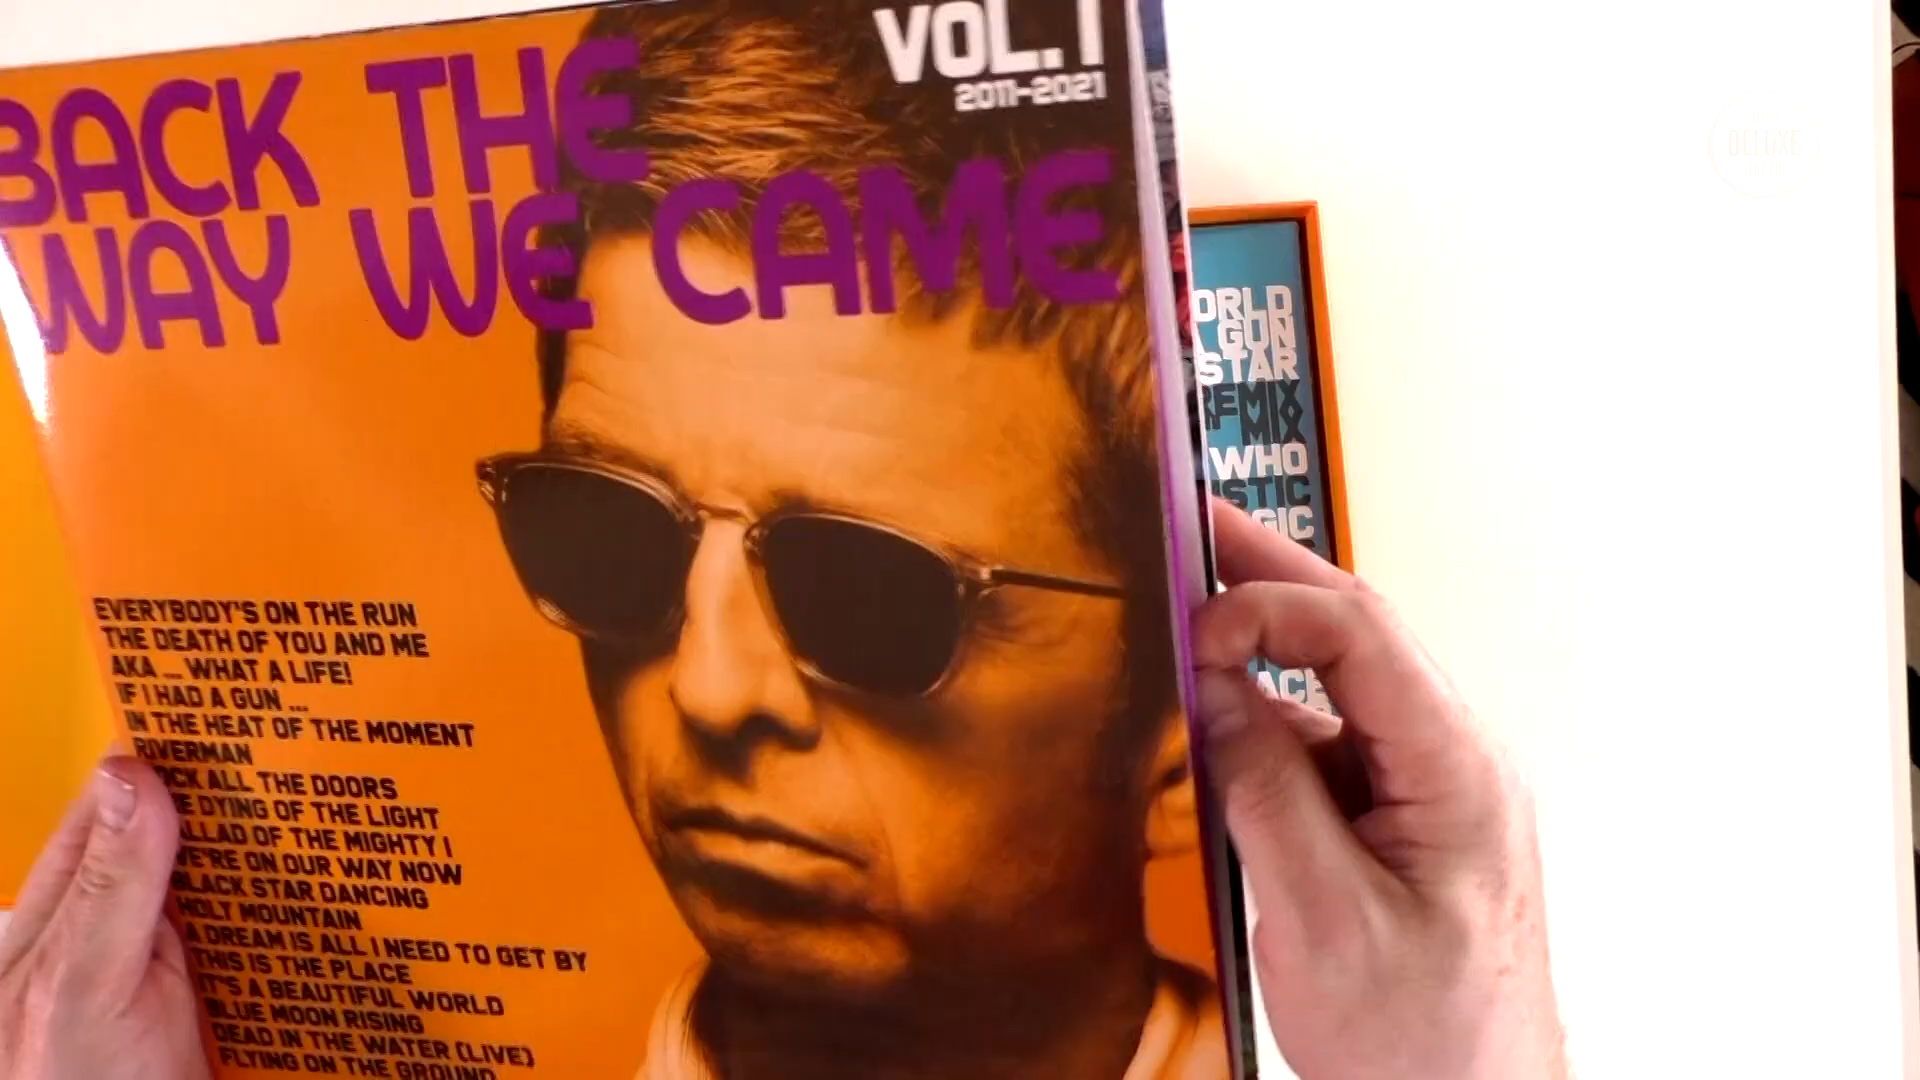 VOL. 1
2011-2021
BACK THE
WAY WE CAME
EVERYBODY'S ON THE RUN
THE DEATH OF YOU AND ME
AKA ... WHAT A LIFE!
IF I HAD A GUN ...
IN THE HEAT OF THE MOMENT
RIVERMAN
OCK ALL THE DOORS
E DYING OF THE LIGHT
ALLAD OF THE MIGHTY I
WE'RE ON OUR WAY NOW
BLACK STAR DANCING
HOLY MOUNTAIN
A DREAM IS ALL I NEED TO GET BY
THIS IS THE PLACE
IT'S A BEAUTIFUL WORLD
BLUE MOON RISING
DEAD IN THE WATER (LIVE)
FLYING ON THE GROUND
ORLD
GUN
STAR
REMIX
MIX
WHO
STIC
GIC
ACE
DELUXE